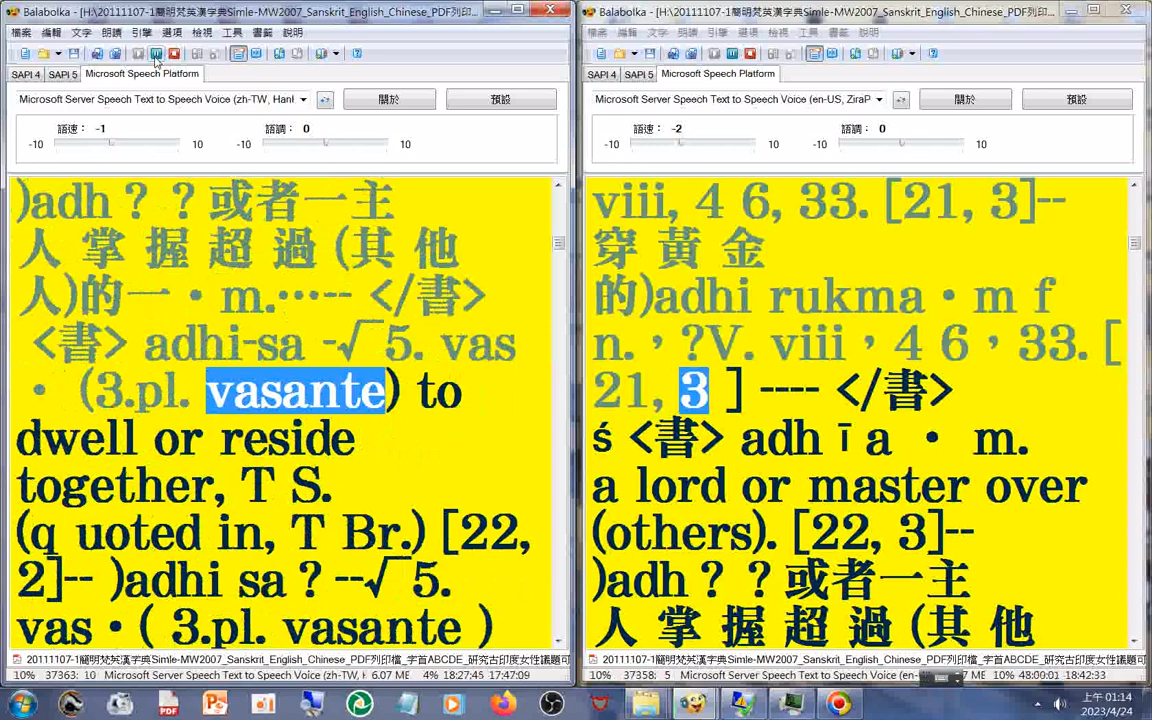 Balabolka - [H:\20111107-1簡明梵英漢字典Simle-MW2007_Sanskrit_English_Chinese_PDF列印...
檔案 編輯 文字 朗讀 引擎 選項 檢視 工具 書籤 說明
SAPI 4 SAPI 5 Microsoft Speech Platform
Microsoft Server Speech Text to Speech Voice (zh-TW, HanH 關於 預設
語速： -1 語調： 0
-10 10 -10 10
)adh ? ? 或者一主
人 掌 握 超 過 (其 他
人)的一・m.…-- </書>
<書> adhi-sa -√5. vas
・ (3.pl. vasante) to
dwell or reside
together, T S.
(q uoted in, T Br.) [22,
2]-- )adhi sa ? --√5.
vas・( 3.pl. vasante )
20111107-1簡明梵英漢字典Simle-MW2007_Sanskrit_English_Chinese_PDF列印檔_字首ABCDE_研究古印度女性議題可
10% 37363: 10 Microsoft Server Speech Text to Speech Voice (zh-TW, H 6.07 MB 4% 18:27:45 17:47:09
Balabolka - [H:\20111107-1簡明梵英漢字典Simle-MW2007_Sanskrit_English_Chinese_PDF列印...
檔案 編輯 文字 朗讀 引擎 選項 檢視 工具 書籤 說明
SAPI 4 SAPI 5 Microsoft Speech Platform
Microsoft Server Speech Text to Speech Voice (en-US, ZiraP 關於 預設
語速： -2 語調： 0
-10 10 -10 10
viii, 4 6, 33. [21, 3]--
穿 黃 金
的)adhi rukma・m f
n.，?V. viii，4 6，33. [
21, 3 ] ---- </書>
ś <書> adh ī a ・ m.
a lord or master over
(others). [22, 3]--
)adh ? ? 或者一主
人 掌 握 超 過 (其 他
20111107-1簡明梵英漢字典Simle-MW2007_Sanskrit_English_Chinese_PDF列印檔_字首ABCDE_研究古印度女性議題可
10% 37358: 5 Microsoft Server Speech Text to Speech 10% 48:00:01 18:42:33
PDF
上午 01:14
2023/4/24